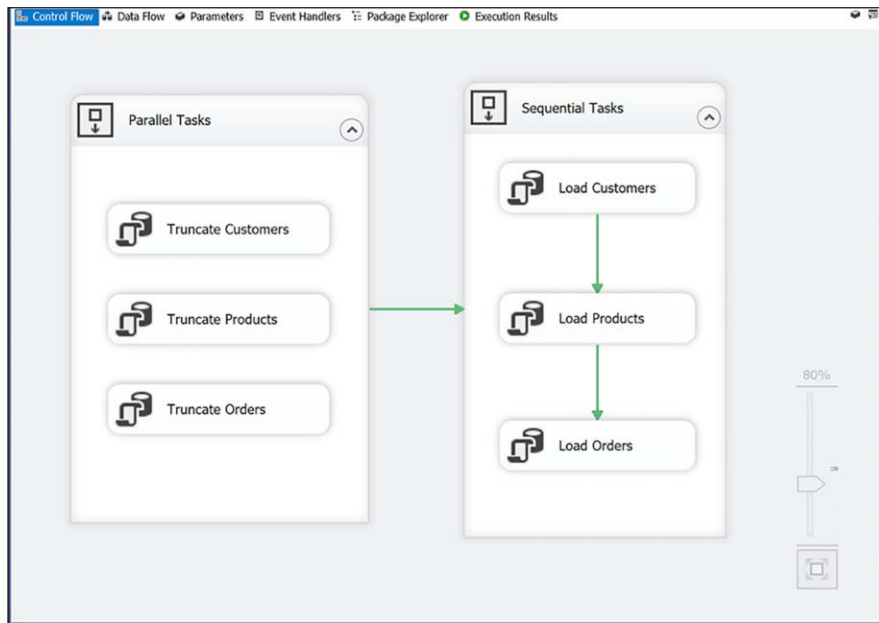 Control Flow Data Flow Parameters Event Handlers Package Explorer Execution Results
Parallel Tasks
Truncate Customers
Truncate Products
Truncate Orders
Sequential Tasks
Load Customers
Load Products
Load Orders
80%